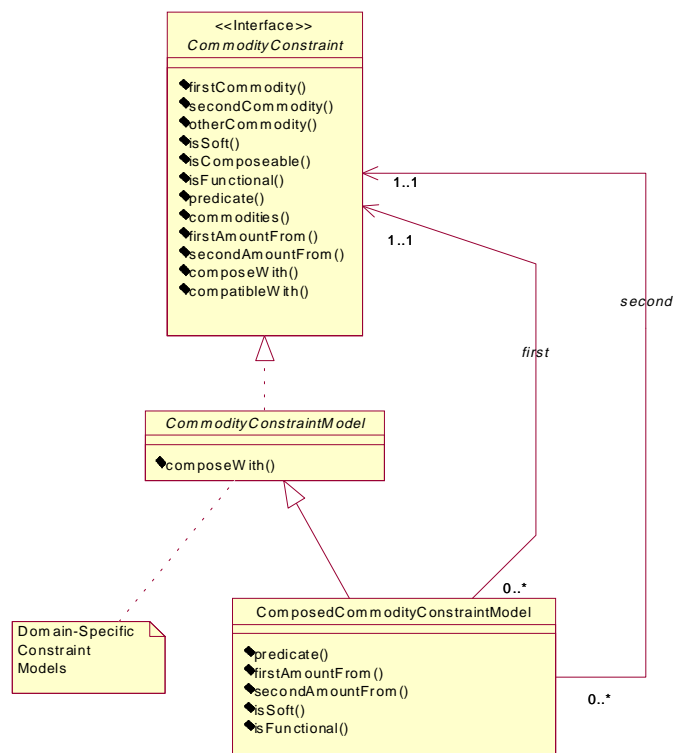 <<Interface>>
CommodityConstraint
firstCommodity()
secondCommodity()
otherCommodity()
isSoft()
isComposeable()
isFunctional()
predicate()
commodities()
firstAmountFrom()
secondAmountFrom()
composeWith()
compatibleWith()
1..1
1..1
second
first
CommodityConstraintModel
composeWith()
0..*
ComposedCommodityConstraintModel
predicate()
firstAmountFrom()
secondAmountFrom()
isSoft()
isFunctional()
0..*
Domain-Specific
Constraint
Models